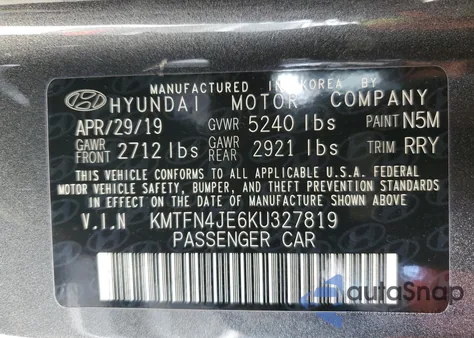 MANUFACTURED IN KOREA BY
HYUNDAI MOTOR COMPANY
APR/29/19 GVWR 5240 lbs PAINT N5M
GAWR FRONT 2712 lbs GAWR REAR 2921 lbs TRIM RRY
THIS VEHICLE CONFORMS TO ALL APPLICABLE U.S.A. FEDERAL
MOTOR VEHICLE SAFETY, BUMPER, AND THEFT PREVENTION
STANDARDS IN EFFECT ON THE DATE OF MANUFACTURE SHOWN
ABOVE.
V.I.N KMTFN4JE6KU327819
PASSENGER CAR
autoSnap